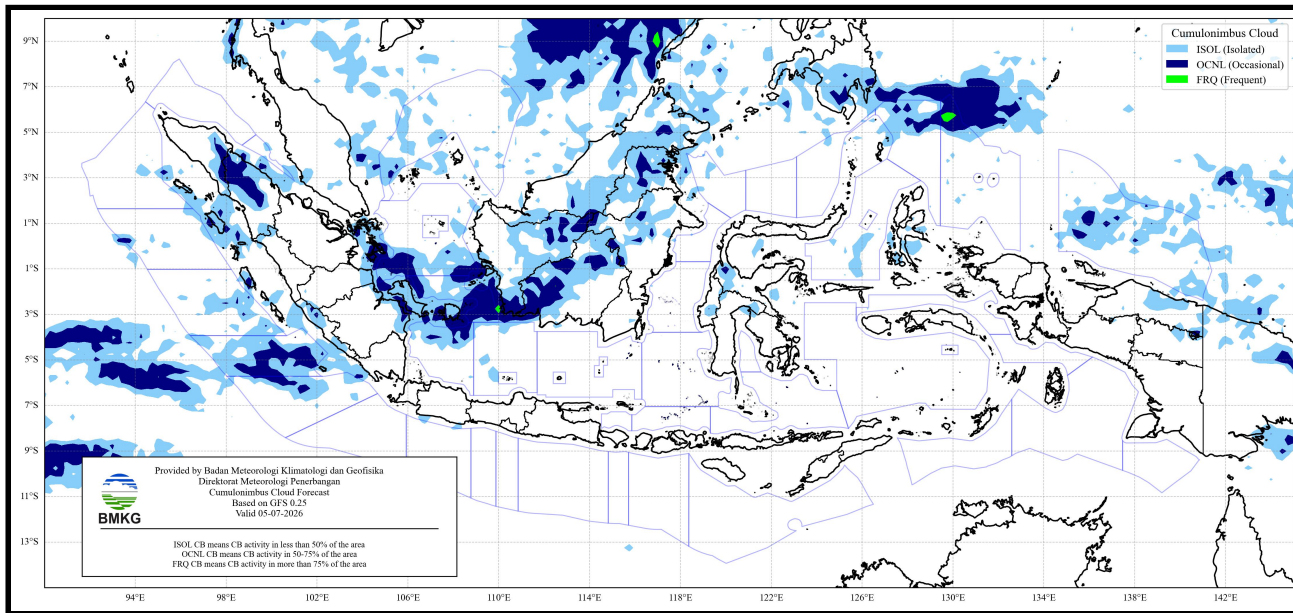 Cumulonimbus Cloud
ISOL (Isolated)
OCNL (Occasional)
FRQ (Frequent)
9°N
7°N
5°N
3°N
1°N
1°S
3°S
5°S
7°S
9°S
11°S
13°S
Provided by Badan Meteorologi Klimatologi dan Geofisika
Direktorat Meteorologi Penerbangan
Cumulonimbus Cloud Forecast
Based on GFS 0.25
Valid 05-07-2026
BMKG
ISOL CB means CB activity in less than 50% of the area
OCNL CB means CB activity in 50-75% of the area
FRQ CB means CB activity in more than 75% of the area
94°E
98°E
102°E
106°E
110°E
114°E
118°E
122°E
126°E
130°E
134°E
138°E
142°E